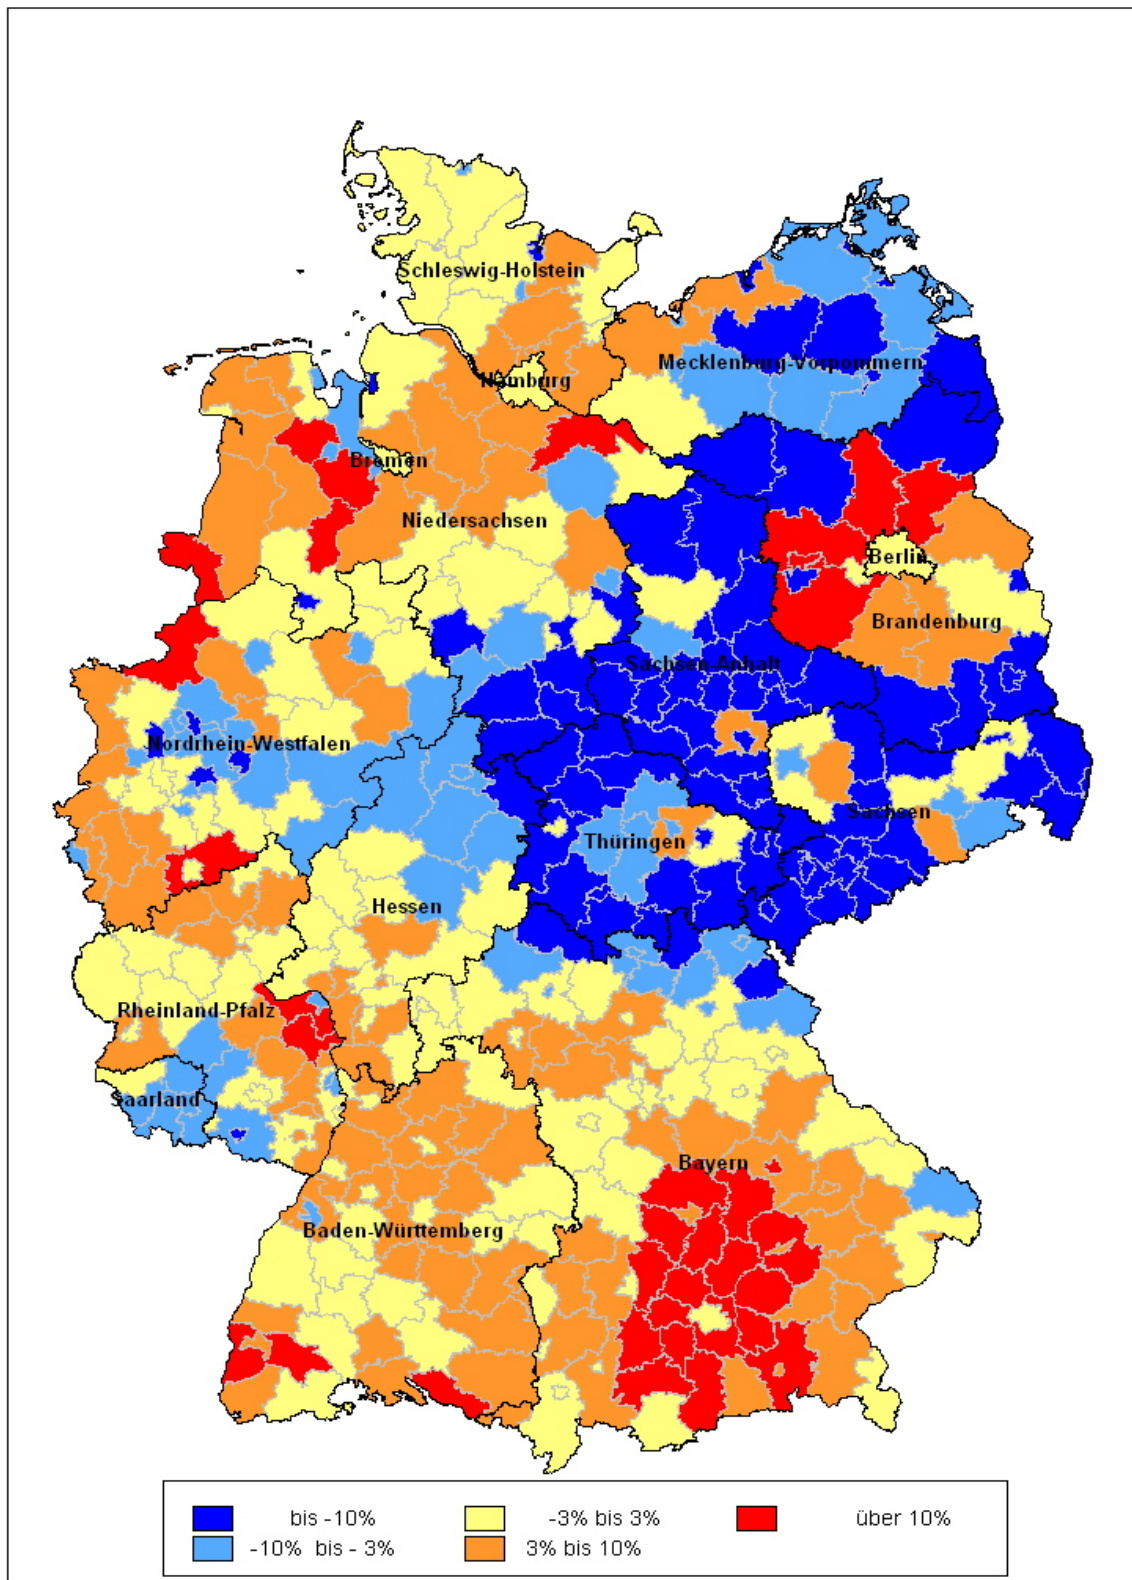 Schleswig-Holstein
Mecklenburg-Vorpommern
Hamburg
Bremen
Niedersachsen
Berlin
Brandenburg
Sachsen-Anhalt
Nordrhein-Westfalen
Sachsen
Thüringen
Hessen
Rheinland-Pfalz
Saarland
Bayern
Baden-Württemberg
bis -10% -3% bis 3% über 10%
-10% bis - 3% 3% bis 10%